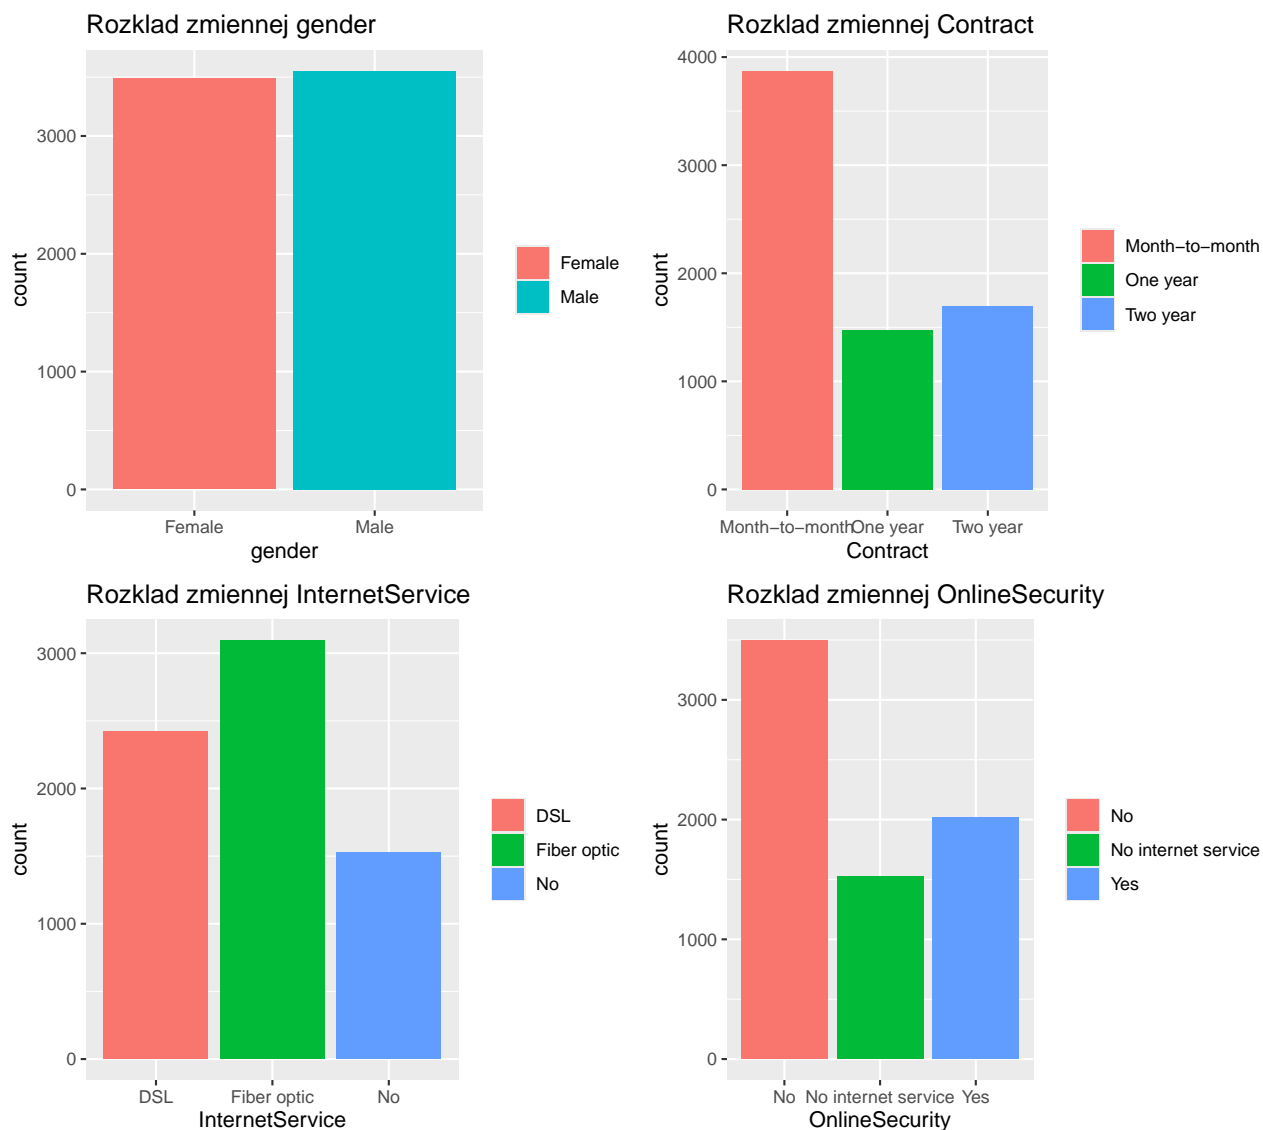 Rozklad zmiennej gender
count
3000
2000
1000
0
Female
Male
gender
Female
Male
Rozklad zmiennej Contract
count
4000
3000
2000
1000
0
Month−to−month
One year
Two year
Contract
Month−to−month
One year
Two year
Rozklad zmiennej InternetService
count
3000
2000
1000
0
DSL
Fiber optic
No
InternetService
DSL
Fiber optic
No
Rozklad zmiennej OnlineSecurity
count
3000
2000
1000
0
No
No internet service
Yes
OnlineSecurity
No
No internet service
Yes